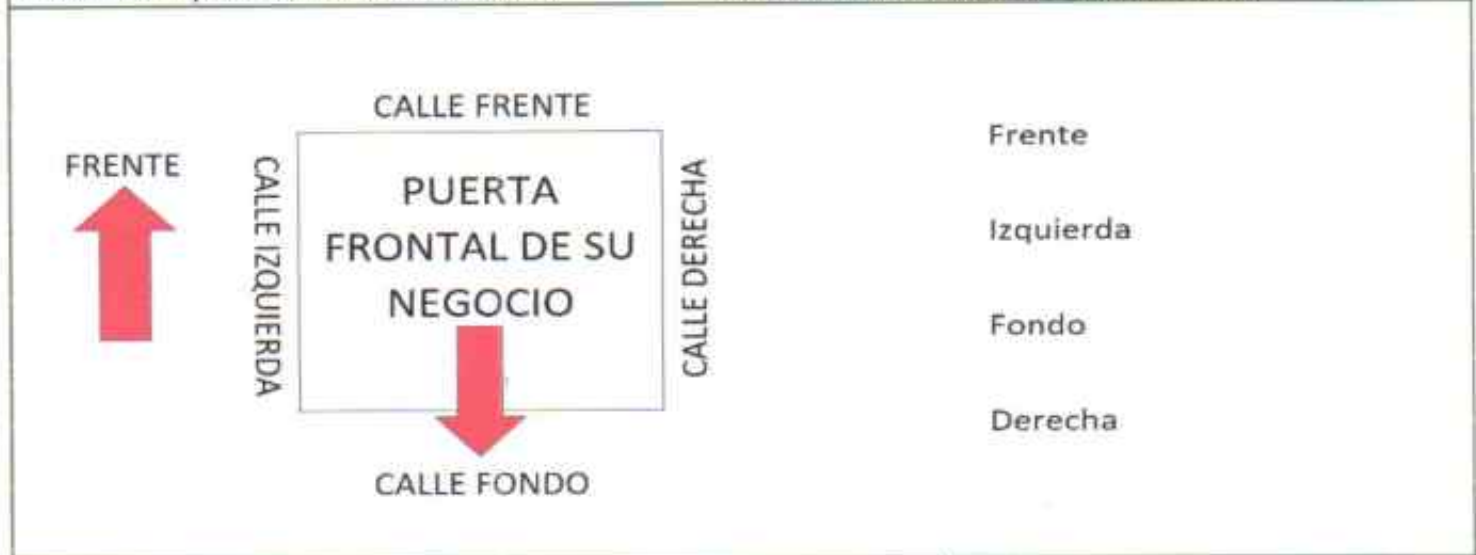 CALLE FRENTE
FRENTE
CALLE IZQUIERDA
PUERTA
FRONTAL DE SU
NEGOCIO
CALLE DERECHA
CALLE FONDO
Frente
Izquierda
Fondo
Derecha